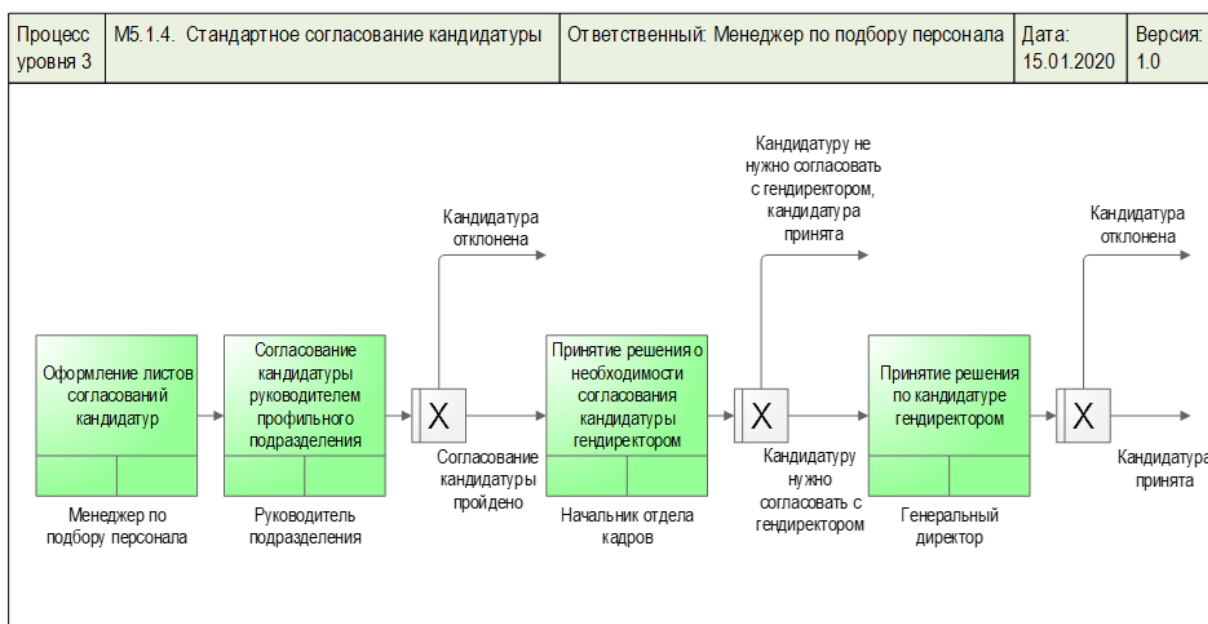 Процесс
уровня 3
М5.1.4. Стандартное согласование кандидатуры
Ответственный: Менеджер по подбору персонала
Дата:
15.01.2020
Версия:
1.0
Кандидатура
отклонена
Кандидатуру не
нужно согласовать
с гендиректором,
кандидатура
принята
Кандидатура
отклонена
Оформление листов
согласований
кандидатур
Согласование
кандидатуры
руководителем
профильного
подразделения
X
Принятие решения о
необходимости
согласования
кандидатуры
гендиректором
X
Принятие решения
по кандидатуре
гендиректором
X
Согласование
кандидатуры
пройдено
Кандидатуру
нужно
согласовать с
гендиректором
Кандидатура
принята
Менеджер по
подбору персонала
Руководитель
подразделения
Начальник отдела
кадров
Генеральный
директор